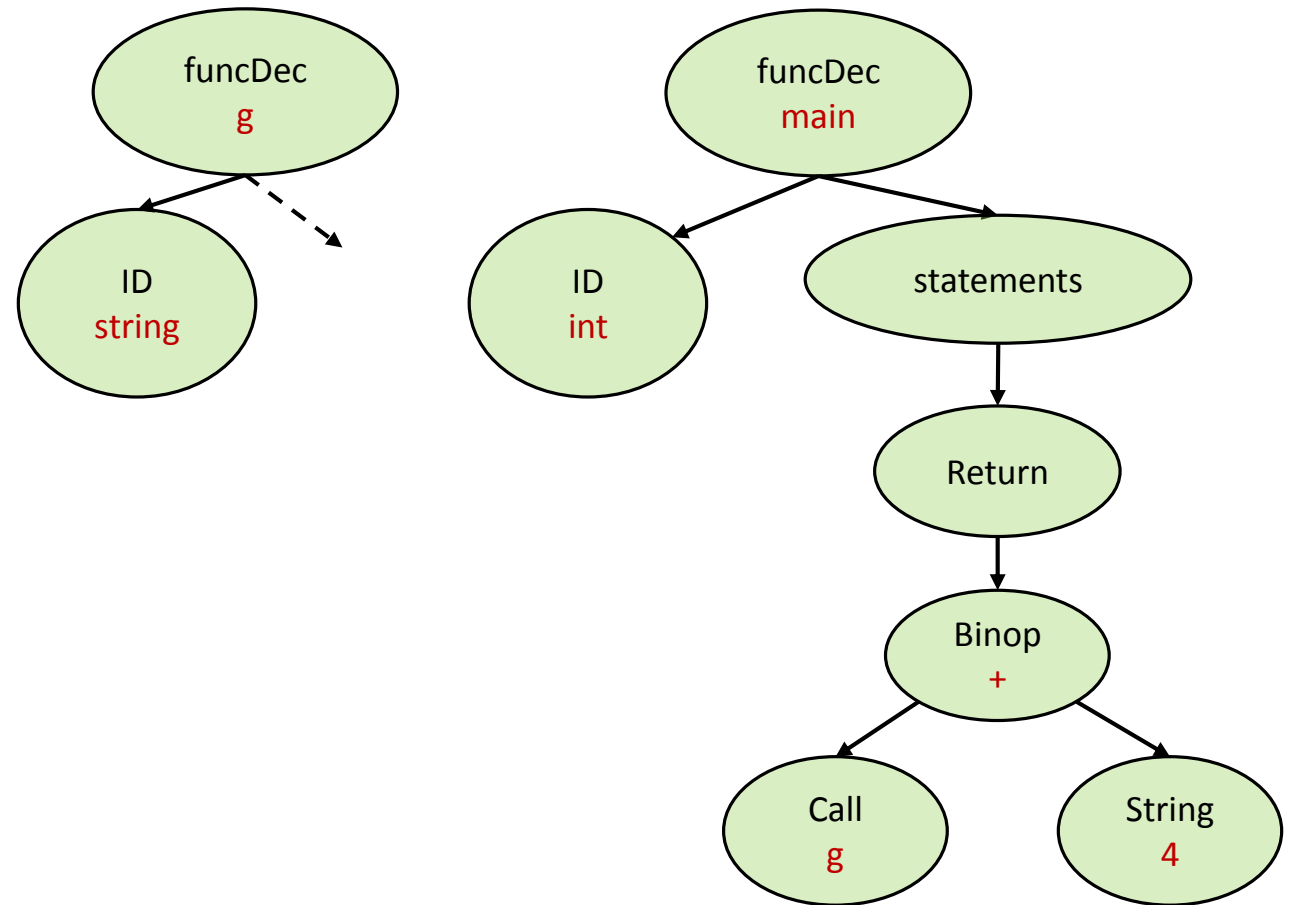 funcDec
g
funcDec
main
ID
string
ID
int
statements
Return
Binop
+
Call
g
String
4